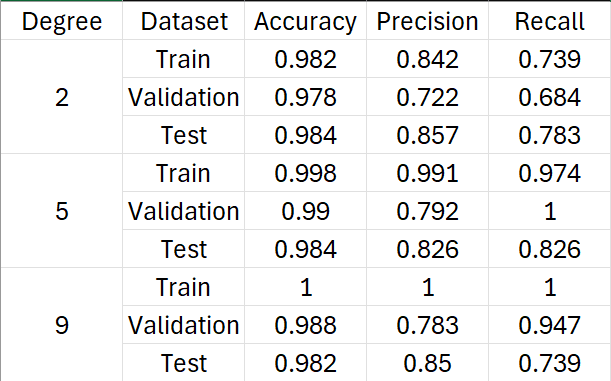 Degree Dataset Accuracy Precision Recall
2 Train 0.982 0.842 0.739
Validation 0.978 0.722 0.684
Test 0.984 0.857 0.783
5 Train 0.998 0.991 0.974
Validation 0.99 0.792 1
Test 0.984 0.826 0.826
9 Train 1 1 1
Validation 0.988 0.783 0.947
Test 0.982 0.85 0.739